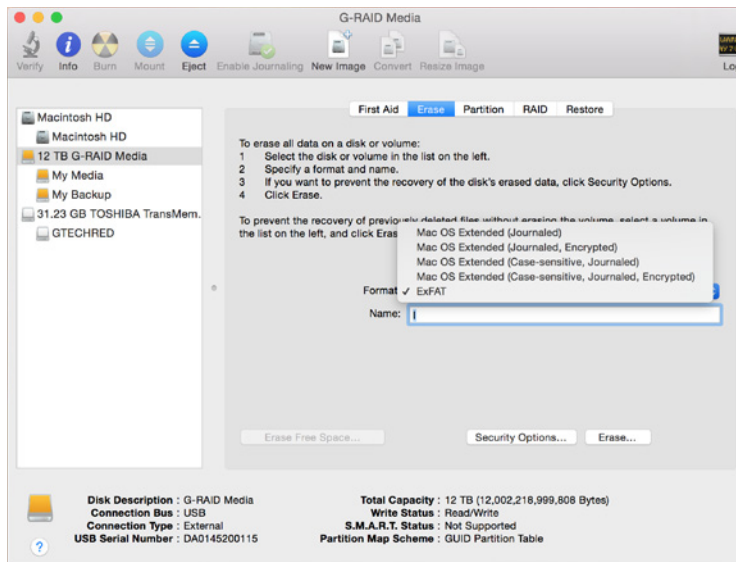 G-RAID Media
Verify Info Burn Mount Eject Enable Journaling New Image Convert Resize Image
First Aid Erase Partition RAID Restore
Macintosh HD
Macintosh HD
12 TB G-RAID Media
My Media
My Backup
31.23 GB TOSHIBA TransMem.
GTECHRED
To erase all data on a disk or volume:
1 Select the disk or volume in the list on the left.
2 Specify a format and name.
3 If you want to prevent the recovery of the disk's erased data, click Security Options.
4 Click Erase.
To prevent the recovery of previously deleted files without erasing the volume, select a volume in
the list on the left, and click Eras
Mac OS Extended (Journaled)
Mac OS Extended (Journaled, Encrypted)
Mac OS Extended (Case-sensitive, Journaled)
Mac OS Extended (Case-sensitive, Journaled, Encrypted)
Format ✓ ExFAT
Name:
Erase Free Space... Security Options... Erase...
Disk Description : G-RAID Media
Connection Bus : USB
Connection Type : External
USB Serial Number : DA0145200115
Total Capacity : 12 TB (12,002,218,999,808 Bytes)
Write Status : Read/Write
S.M.A.R.T. Status : Not Supported
Partition Map Scheme : GUID Partition Table
?